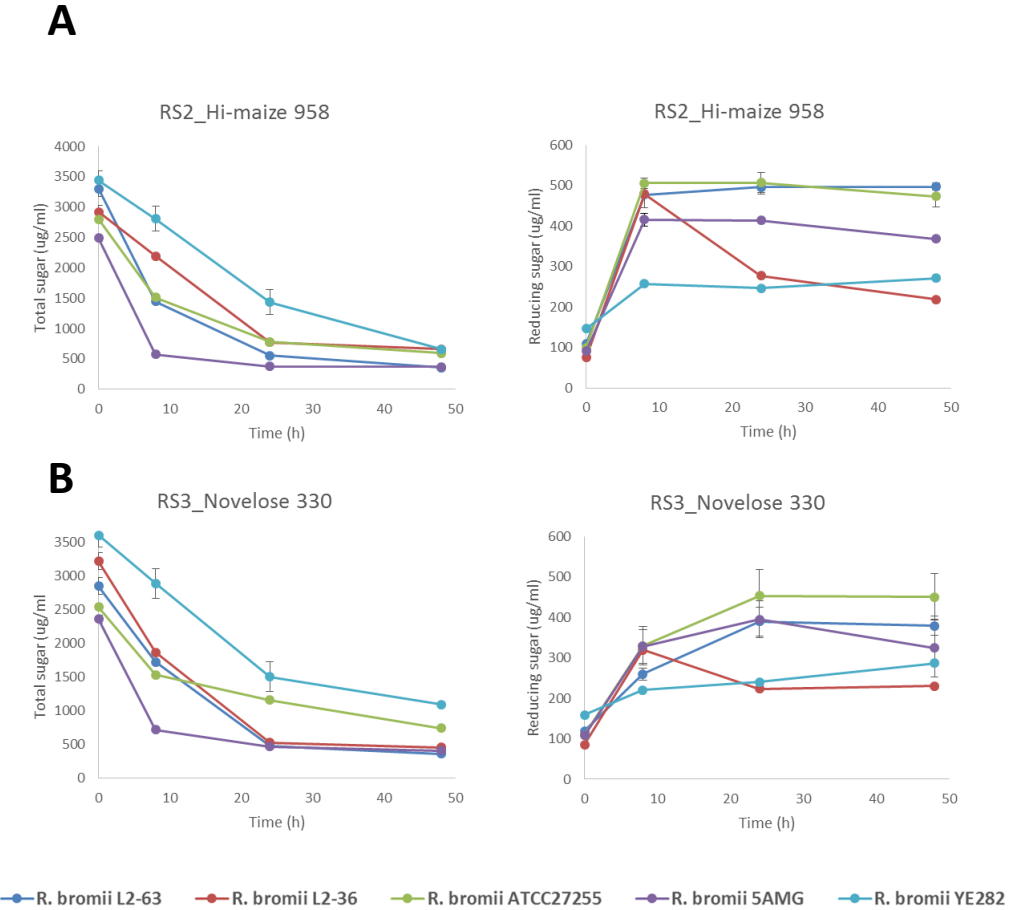 A
RS2_Hi-maize 958
Total sugar (ug/ml)
4000
3500
3000
2500
2000
1500
1000
500
0
0 10 20 30 40 50
Time (h)
RS2_Hi-maize 958
Reducing sugar (ug/ml)
600
500
400
300
200
100
0
0 10 20 30 40 50
Time (h)
B
RS3_Novelose 330
Total sugar (ug/ml
3500
3000
2500
2000
1500
1000
500
0
0 10 20 30 40 50
Time (h)
RS3_Novelose 330
Reducing sugar (ug/ml)
600
500
400
300
200
100
0
0 10 20 30 40 50
Time (h)
R. bromii L2-63 R. bromii L2-36 R. bromii ATCC27255 R. bromii 5AMG R. bromii YE282